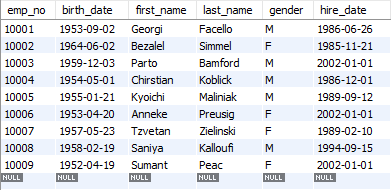 emp_no birth_date first_name last_name gender hire_date
10001 1953-09-02 Georgi Facello M 1986-06-26
10002 1964-06-02 Bezalel Simmel F 1985-11-21
10003 1959-12-03 Parto Bamford M 2002-01-01
10004 1954-05-01 Chirstian Koblick M 1986-12-01
10005 1955-01-21 Kyoichi Maliniak M 1989-09-12
10006 1953-04-20 Anneke Preusig F 2002-01-01
10007 1957-05-23 Tzvetan Zielinski F 1989-02-10
10008 1958-02-19 Saniya Kalloufi M 1994-09-15
10009 1952-04-19 Sumant Peac F 2002-01-01
NULL NULL NULL NULL NULL NULL